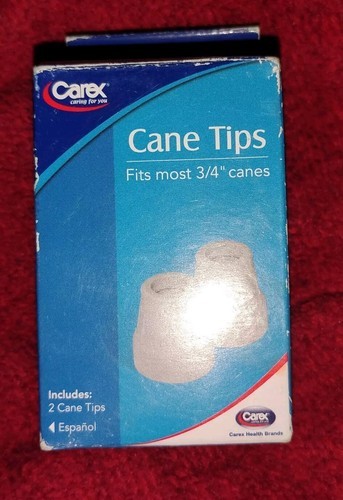 Carex
caring for you
Cane Tips
Fits most 3/4" canes
Includes:
2 Cane Tips
Español
Carex
Carex Health Brands